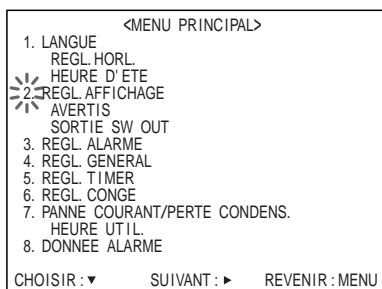 <MENU PRINCIPAL>
1. LANGUE
REGL. HORL.
HEURE D'ETE
2. REGL. AFFICHAGE
AVERTIS
SORTIE SW OUT
3. REGL. ALARME
4. REGL. GENERAL
5. REGL. TIMER
6. REGL. CONGE
7. PANNE COURANT/PERTE CONDENS.
HEURE UTIL.
8. DONNEE ALARME
CHOISIR : ▼ SUIVANT : ► REVENIR : MENU